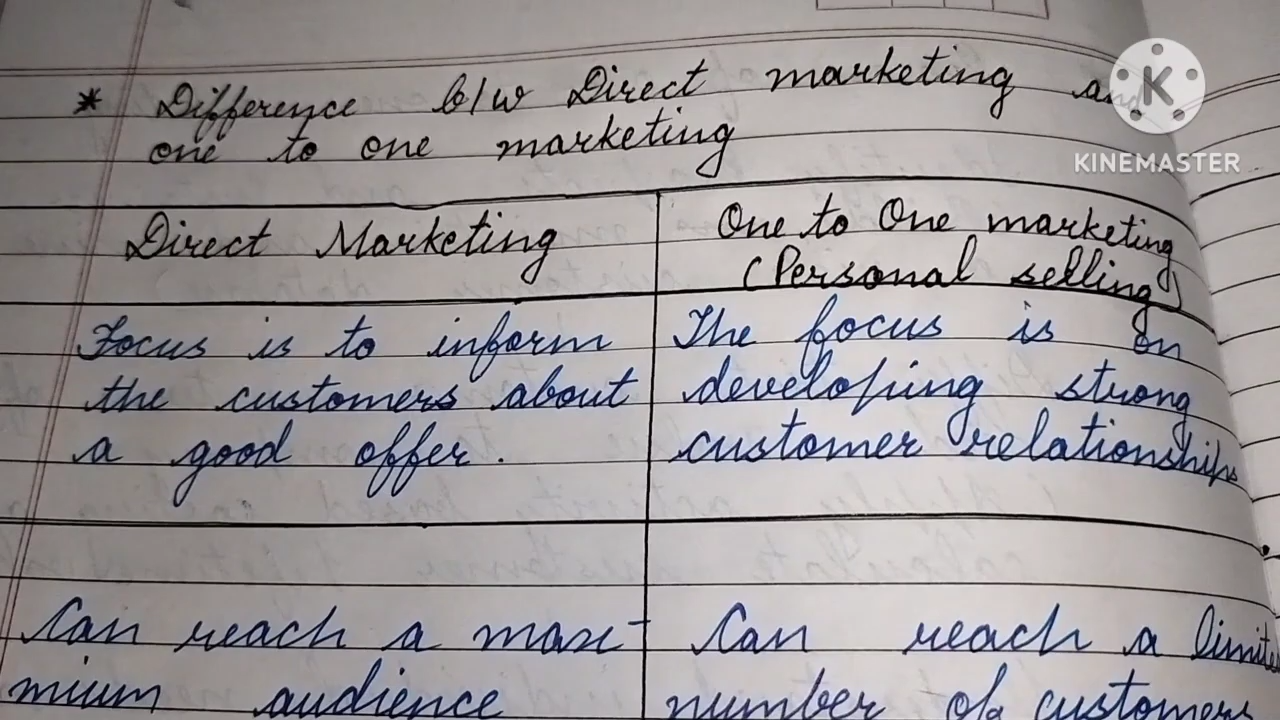 * Difference b/w Direct marketing and
one to one marketing
Direct Marketing
One to One marketing
(Personal selling)
Focus is to inform
the customers about
a good offer.
The focus is on
developing strong
customer relationships
Can reach a maxi-
mium audience
Can reach a limite
number of customers
K
KINEMASTER